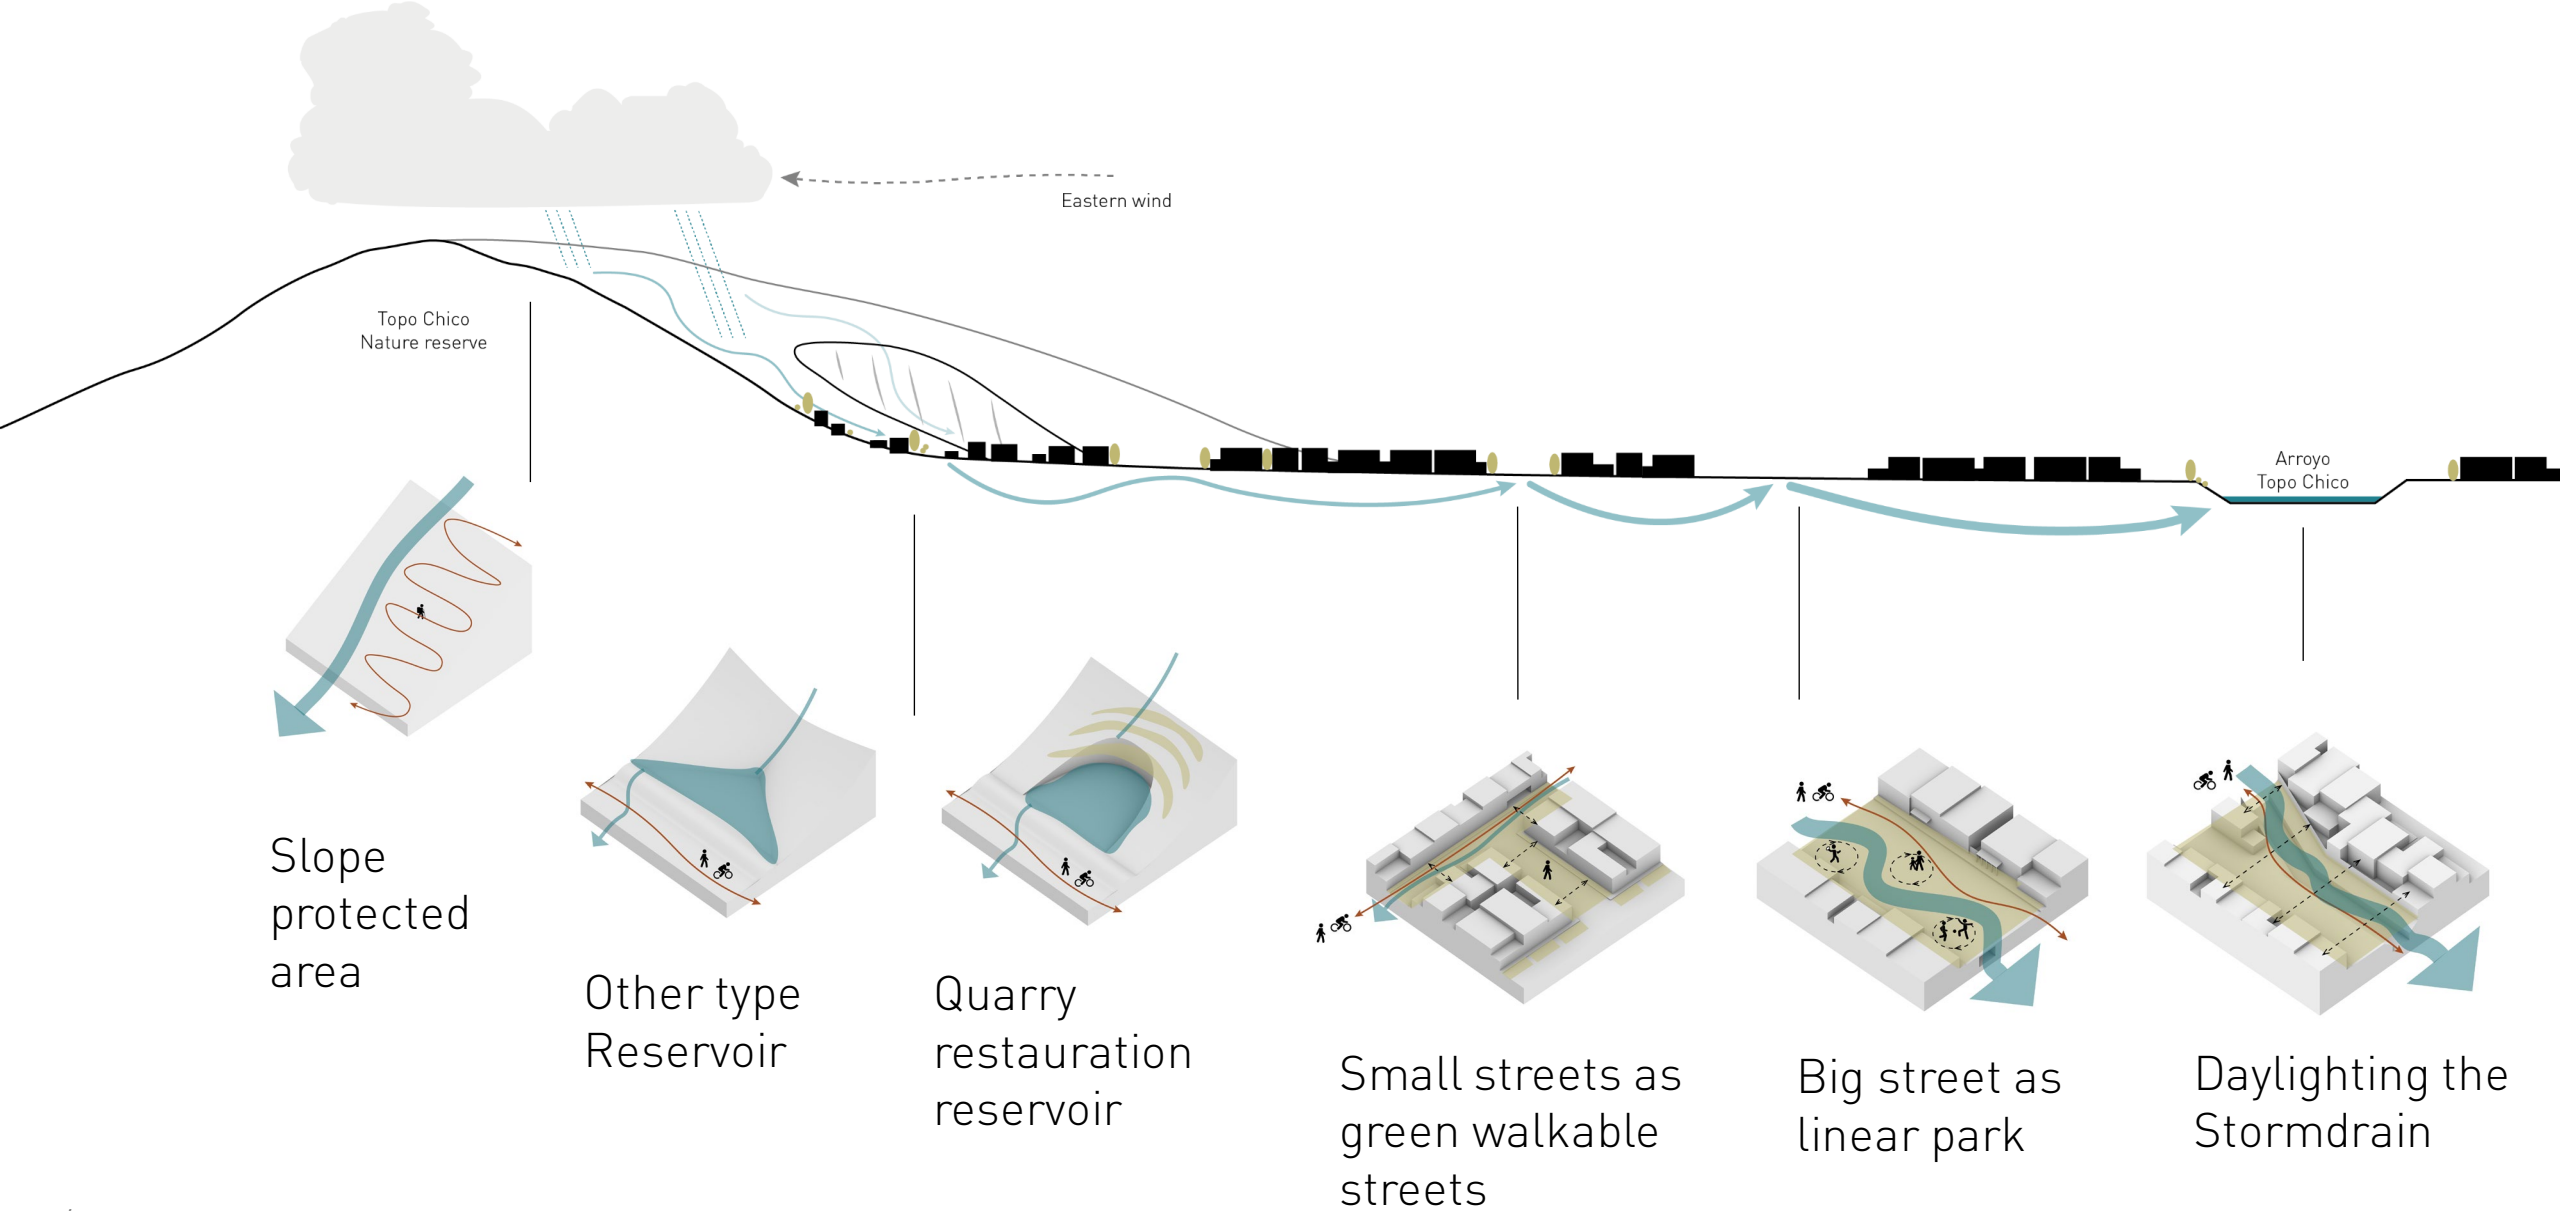 Eastern wind
Topo Chico
Nature reserve
Arroyo
Topo Chico
Slope
protected
area
Other type
Reservoir
Quarry
restauration
reservoir
Small streets as
green walkable
streets
Big street as
linear park
Daylighting the
Stormdrain